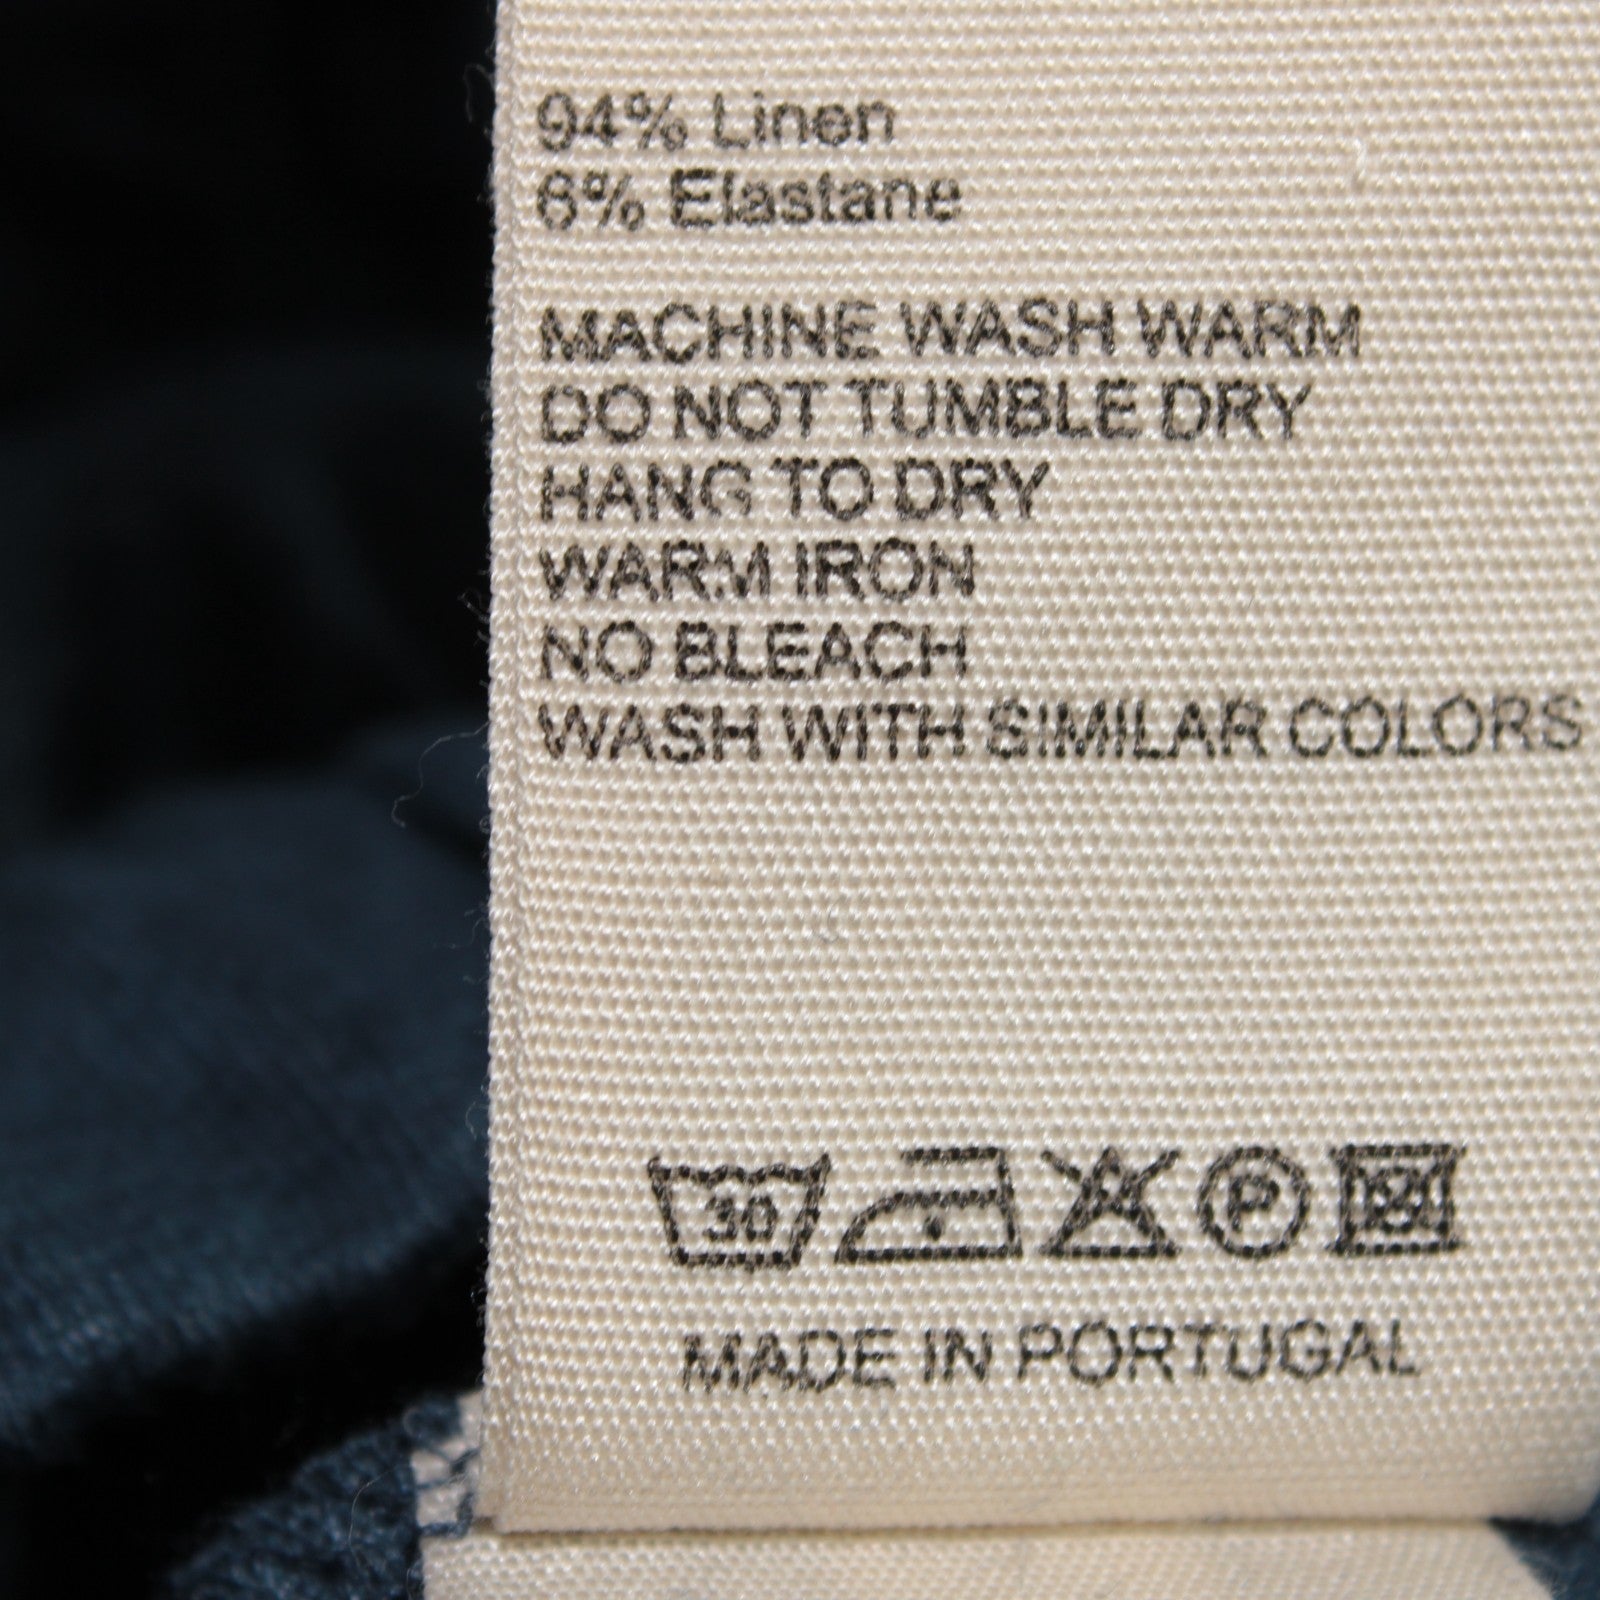 94% Linen
6% Elastane
MACHINE WASH WARM
DO NOT TUMBLE DRY
HANG TO DRY
WARM IRON
NO BLEACH
WASH WITH SIMILAR COLORS
30 P
MADE IN PORTUGAL